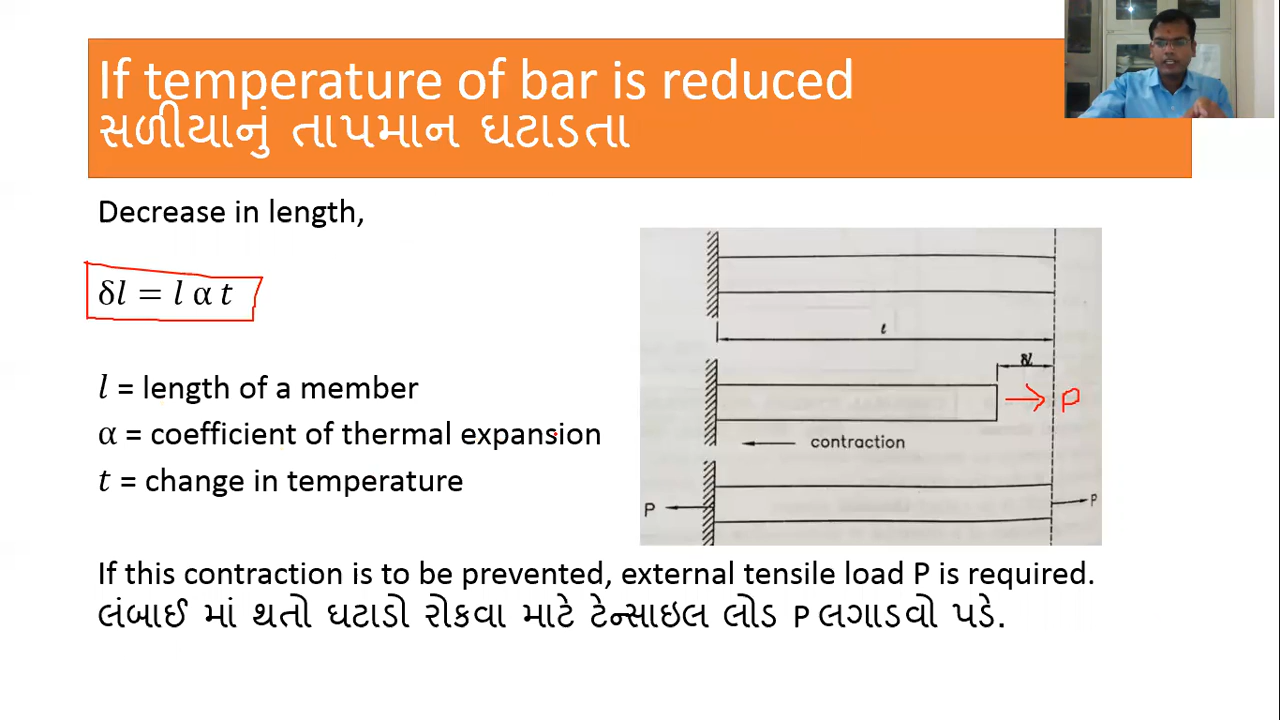 If temperature of bar is reduced
સળીયાનું તાપમાન ઘટાડતા
Decrease in length,
δl = l α t
l = length of a member
α = coefficient of thermal expansion
t = change in temperature
l
δl
P
contraction
P
P
If this contraction is to be prevented, external tensile load P is required.
લંબાઈ માં થતો ઘટાડો રોકવા માટે ટેન્સાઇલ લોડ P લગાડવો પડે.